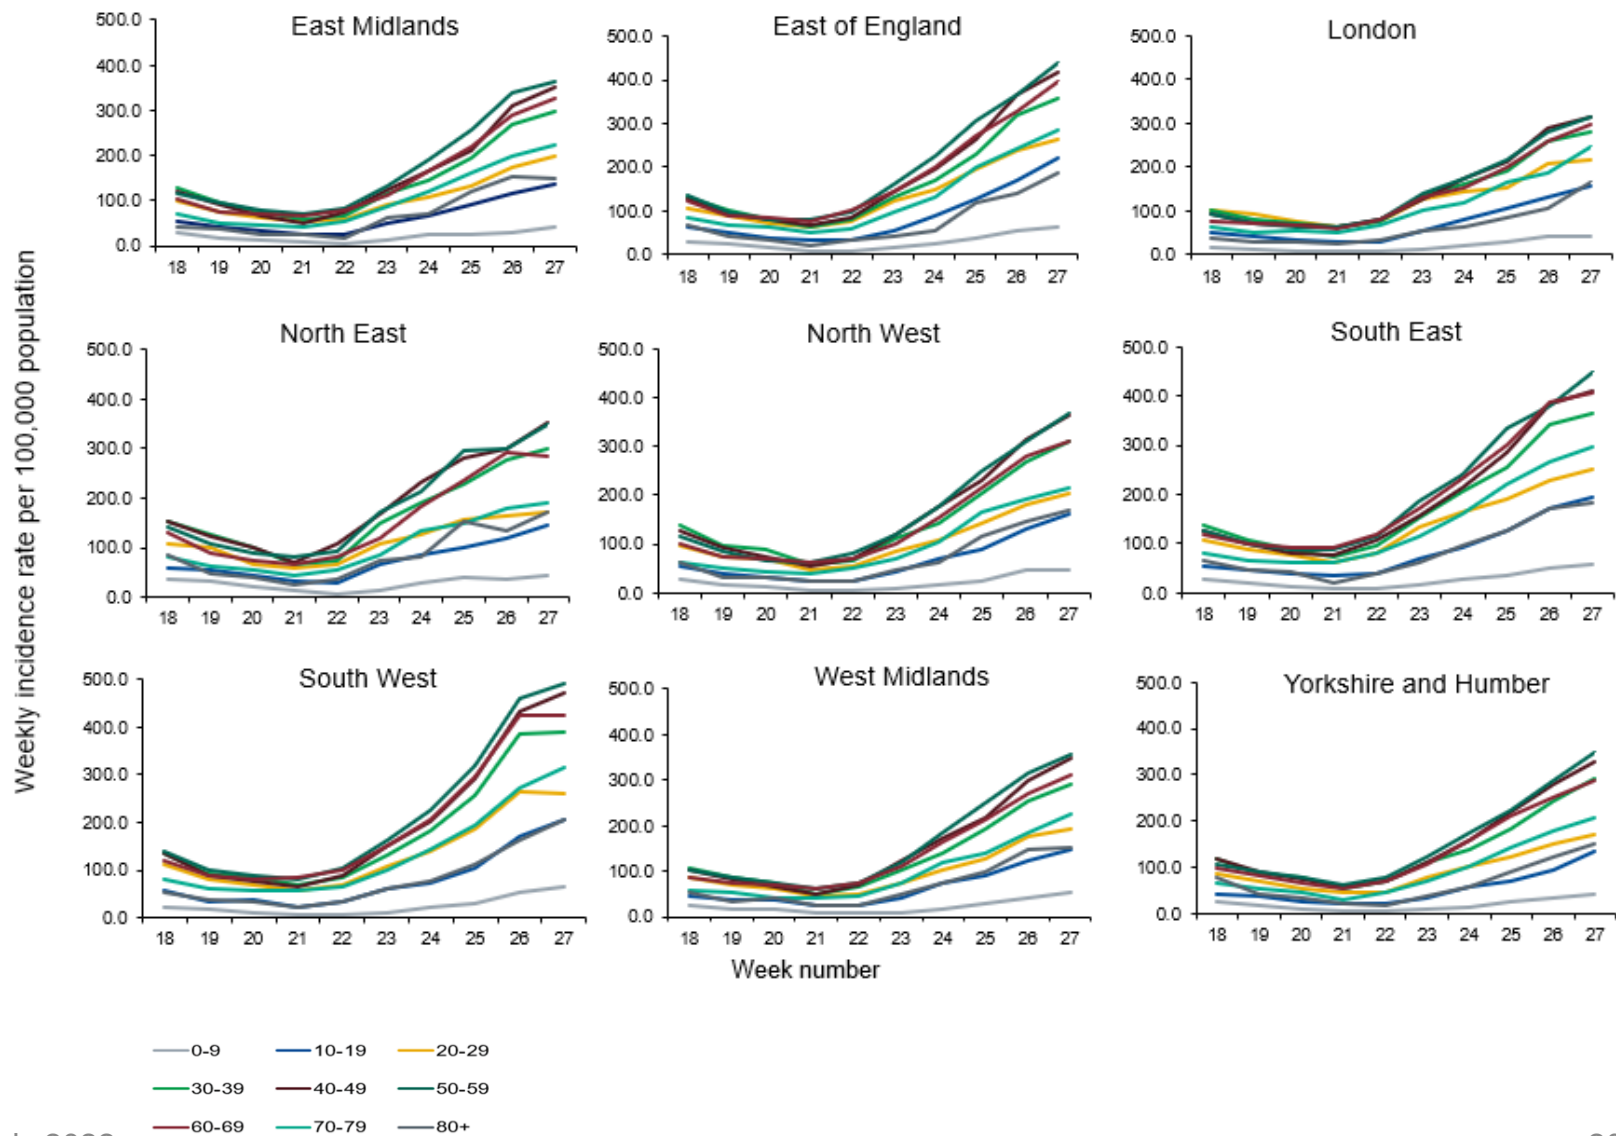 Weekly incidence rate per 100,000 population
East Midlands
500.0
400.0
300.0
200.0
100.0
0.0
18 19 20 21 22 23 24 25 26 27
East of England
500.0
400.0
300.0
200.0
100.0
0.0
18 19 20 21 22 23 24 25 26 27
London
500.0
400.0
300.0
200.0
100.0
0.0
18 19 20 21 22 23 24 25 26 27
North East
500.0
400.0
300.0
200.0
100.0
0.0
18 19 20 21 22 23 24 25 26 27
North West
500.0
400.0
300.0
200.0
100.0
0.0
18 19 20 21 22 23 24 25 26 27
South East
500.0
400.0
300.0
200.0
100.0
0.0
18 19 20 21 22 23 24 25 26 27
South West
500.0
400.0
300.0
200.0
100.0
0.0
18 19 20 21 22 23 24 25 26 27
West Midlands
500.0
400.0
300.0
200.0
100.0
0.0
18 19 20 21 22 23 24 25 26 27
Yorkshire and Humber
500.0
400.0
300.0
200.0
100.0
0.0
18 19 20 21 22 23 24 25 26 27
Week number
0-9 10-19 20-29
30-39 40-49 50-59
60-69 70-79 80+